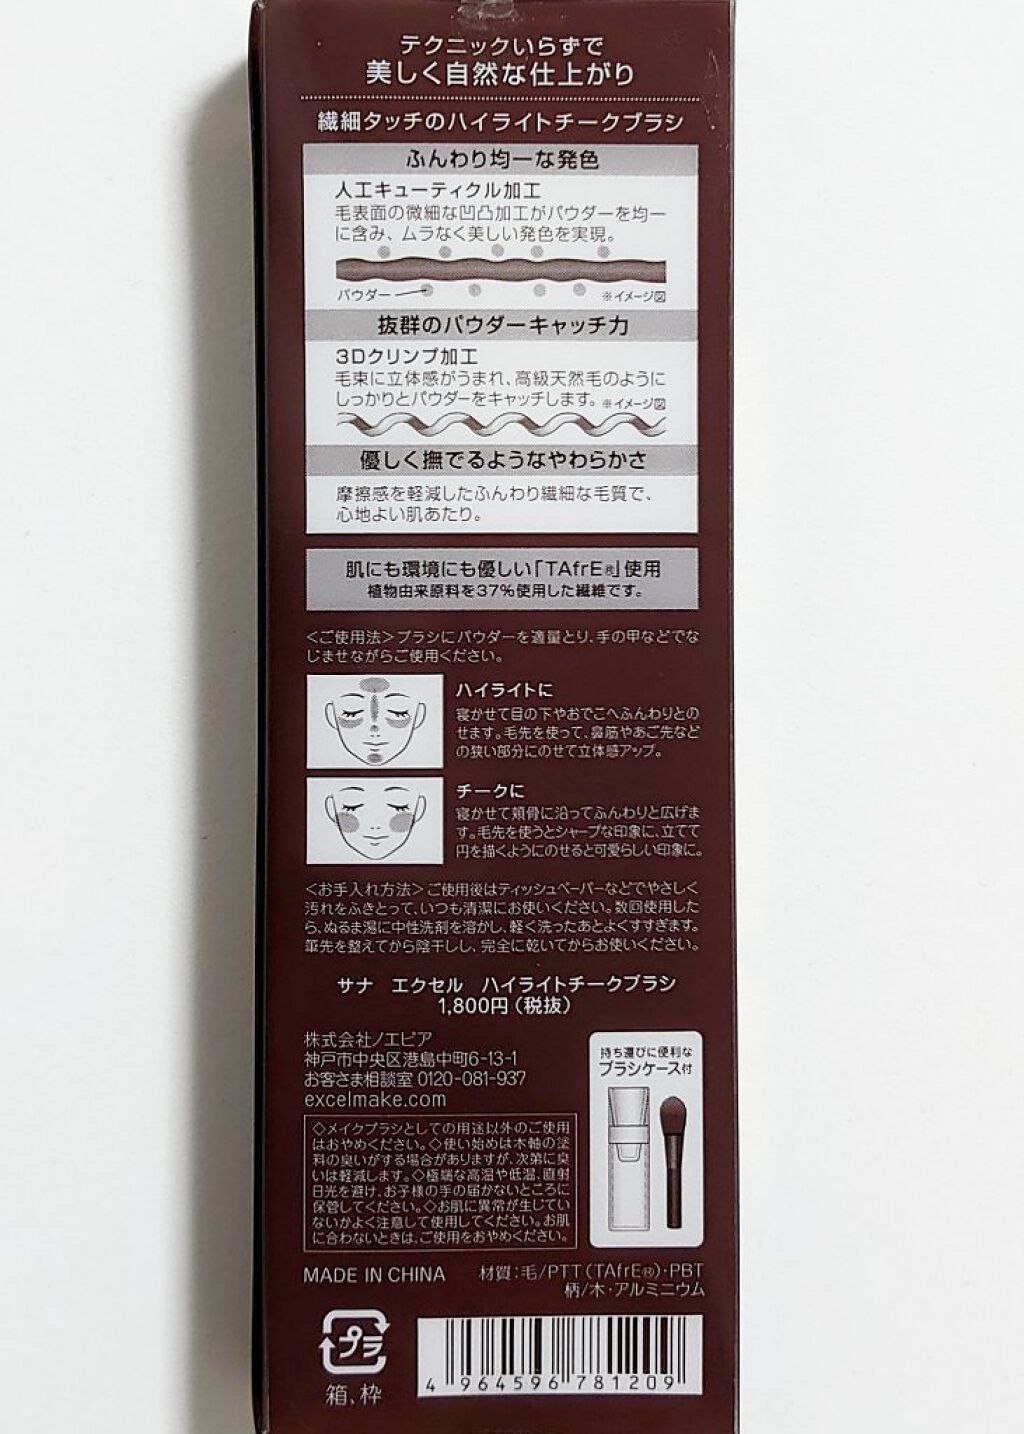 テクニックいらずで
美しく自然な仕上がり
繊細タッチのハイライトチークブラシ
ふんわり均一な発色
人工キューティクル加工
毛表面の微細な凹凸加工がパウダーを均一
に含み、ムラなく美しい発色を実現。
パウダー
※イメージ図
抜群のパウダーキャッチ力
3Dクリンプ加工
毛束に立体感がうまれ、高級天然毛のように
しっかりとパウダーをキャッチします。※イメージ図
優しく撫でるようなやわらかさ
摩擦感を軽減したふんわり繊細な毛質で、
心地よい肌あたり。
肌にも環境にも優しい「TAfrE®」使用
植物由来原料を37%使用した繊維です。
<ご使用法>ブラシにパウダーを適量とり、手の甲などでな
じませながらご使用ください。
ハイライトに
寝かせて目の下やおでこへふんわりとの
せます。毛先を使って、鼻筋やあご先など
の狭い部分にのせて立体感アップ。
チークに
寝かせて頬骨に沿ってふんわりと広げま
す。毛先を使うとシャープな印象に、立てて
円を描くようにのせると可愛らしい印象に。
<お手入れ方法>ご使用後はティッシュペーパーなどでやさしく
汚れをふきとって、いつも清潔にお使いください。数回使用した
ら、ぬるま湯に中性洗剤を溶かし、軽く洗ったあとよくすすぎます。
筆先を整えてから陰干しし、完全に乾いてからお使いください。
サナ エクセル ハイライトチークブラシ
1,800円(税抜)
株式会社ノエビア
神戸市中央区港島中町6-13-1
お客さま相談室 0120-081-937
excelmake.com
◇メイクブラシとしての用途以外のご使用
はおやめください。◇使い始めは木軸の塗
料の臭いがする場合がありますが、次第に臭
いは軽減します。◇極端な高温や低温、直射
日光を避け、お子様の手の届かないところに
保管してください。◇お肌に異常が生じてい
ないかよく注意して使用してください。お肌
に合わないときは、ご使用をおやめください。
持ち運びに便利な
ブラシケース付
MADE IN CHINA
材質:毛/PTT(TAfrE®)・PBT
柄/木・アルミニウム
プラ
箱、枠
4 964596 781209